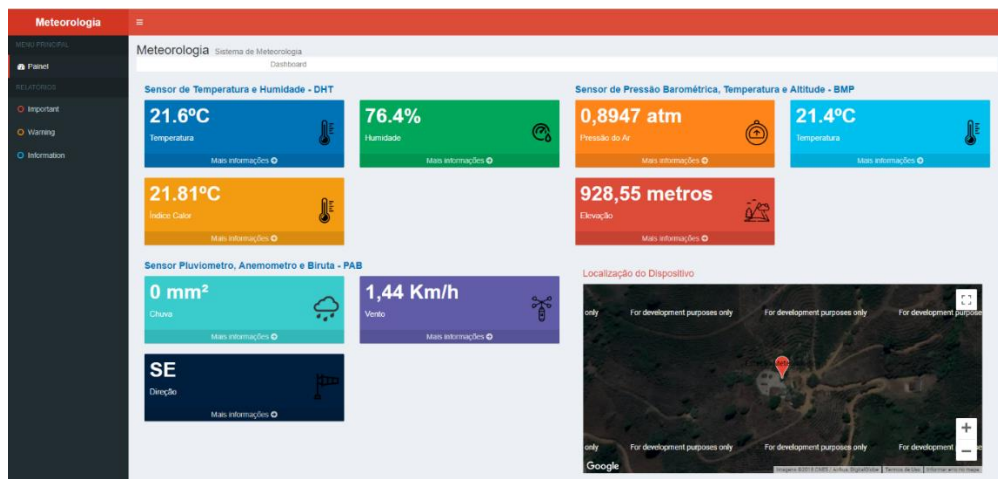 Meteorologia
MENU PRINCIPAL
Painel
RELATÓRIOS
Important
Warning
Information
Meteorologia Sistema de Meteorologia
Dashboard
Sensor de Temperatura e Humidade - DHT
21.6ºC
Temperatura
Mais informações
76.4%
Humidade
Mais informações
21.81ºC
Indice Calor
Mais informações
Sensor de Pressão Barométrica, Temperatura e Altitude - BMP
0,8947 atm
Pressão do Ar
Mais informações
21.4ºC
Temperatura
Mais informações
928,55 metros
Elevação
Mais informações
Sensor Pluviometro, Anemometro e Biruta - PAB
0 mm²
Chuva
Mais informações
1,44 Km/h
Vento
Mais informações
SE
Direção
Mais informações
Localização do Dispositivo
only For development purposes only For development purposes only For development purpose
only For development purposes only For development purposes only For development
Google
Termos de Uso